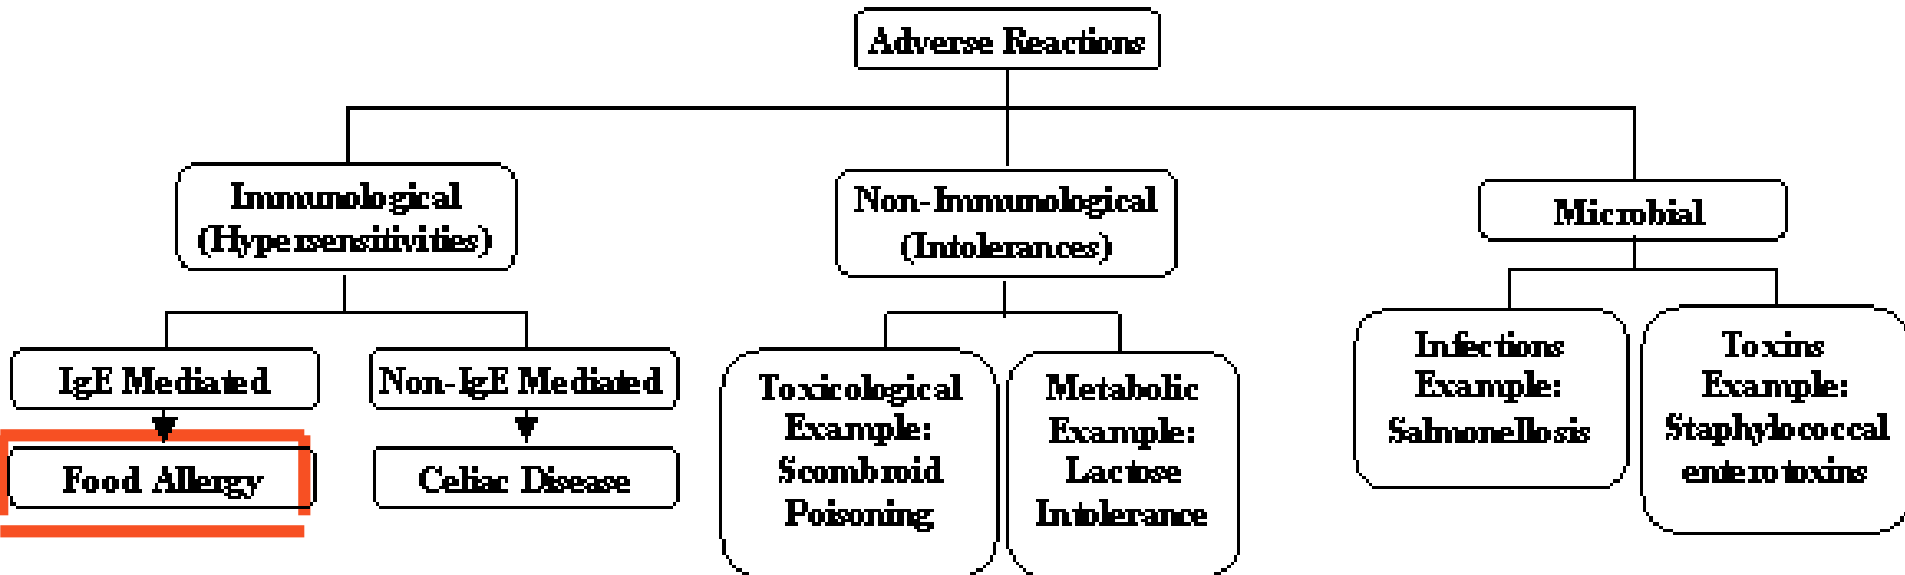 Adverse Reactions
Immunological
(Hypersensitivities)
Non-Immunological
(Intolerances)
Microbial
IgE Mediated
Non-IgE Mediated
Food Allergy
Celiac Disease
Toxicological
Example:
Scombroid
Poisoning
Metabolic
Example:
Lactose
Intolerance
Infections
Example:
Salmonellosis
Toxins
Example:
Staphylococcal
enterotoxins